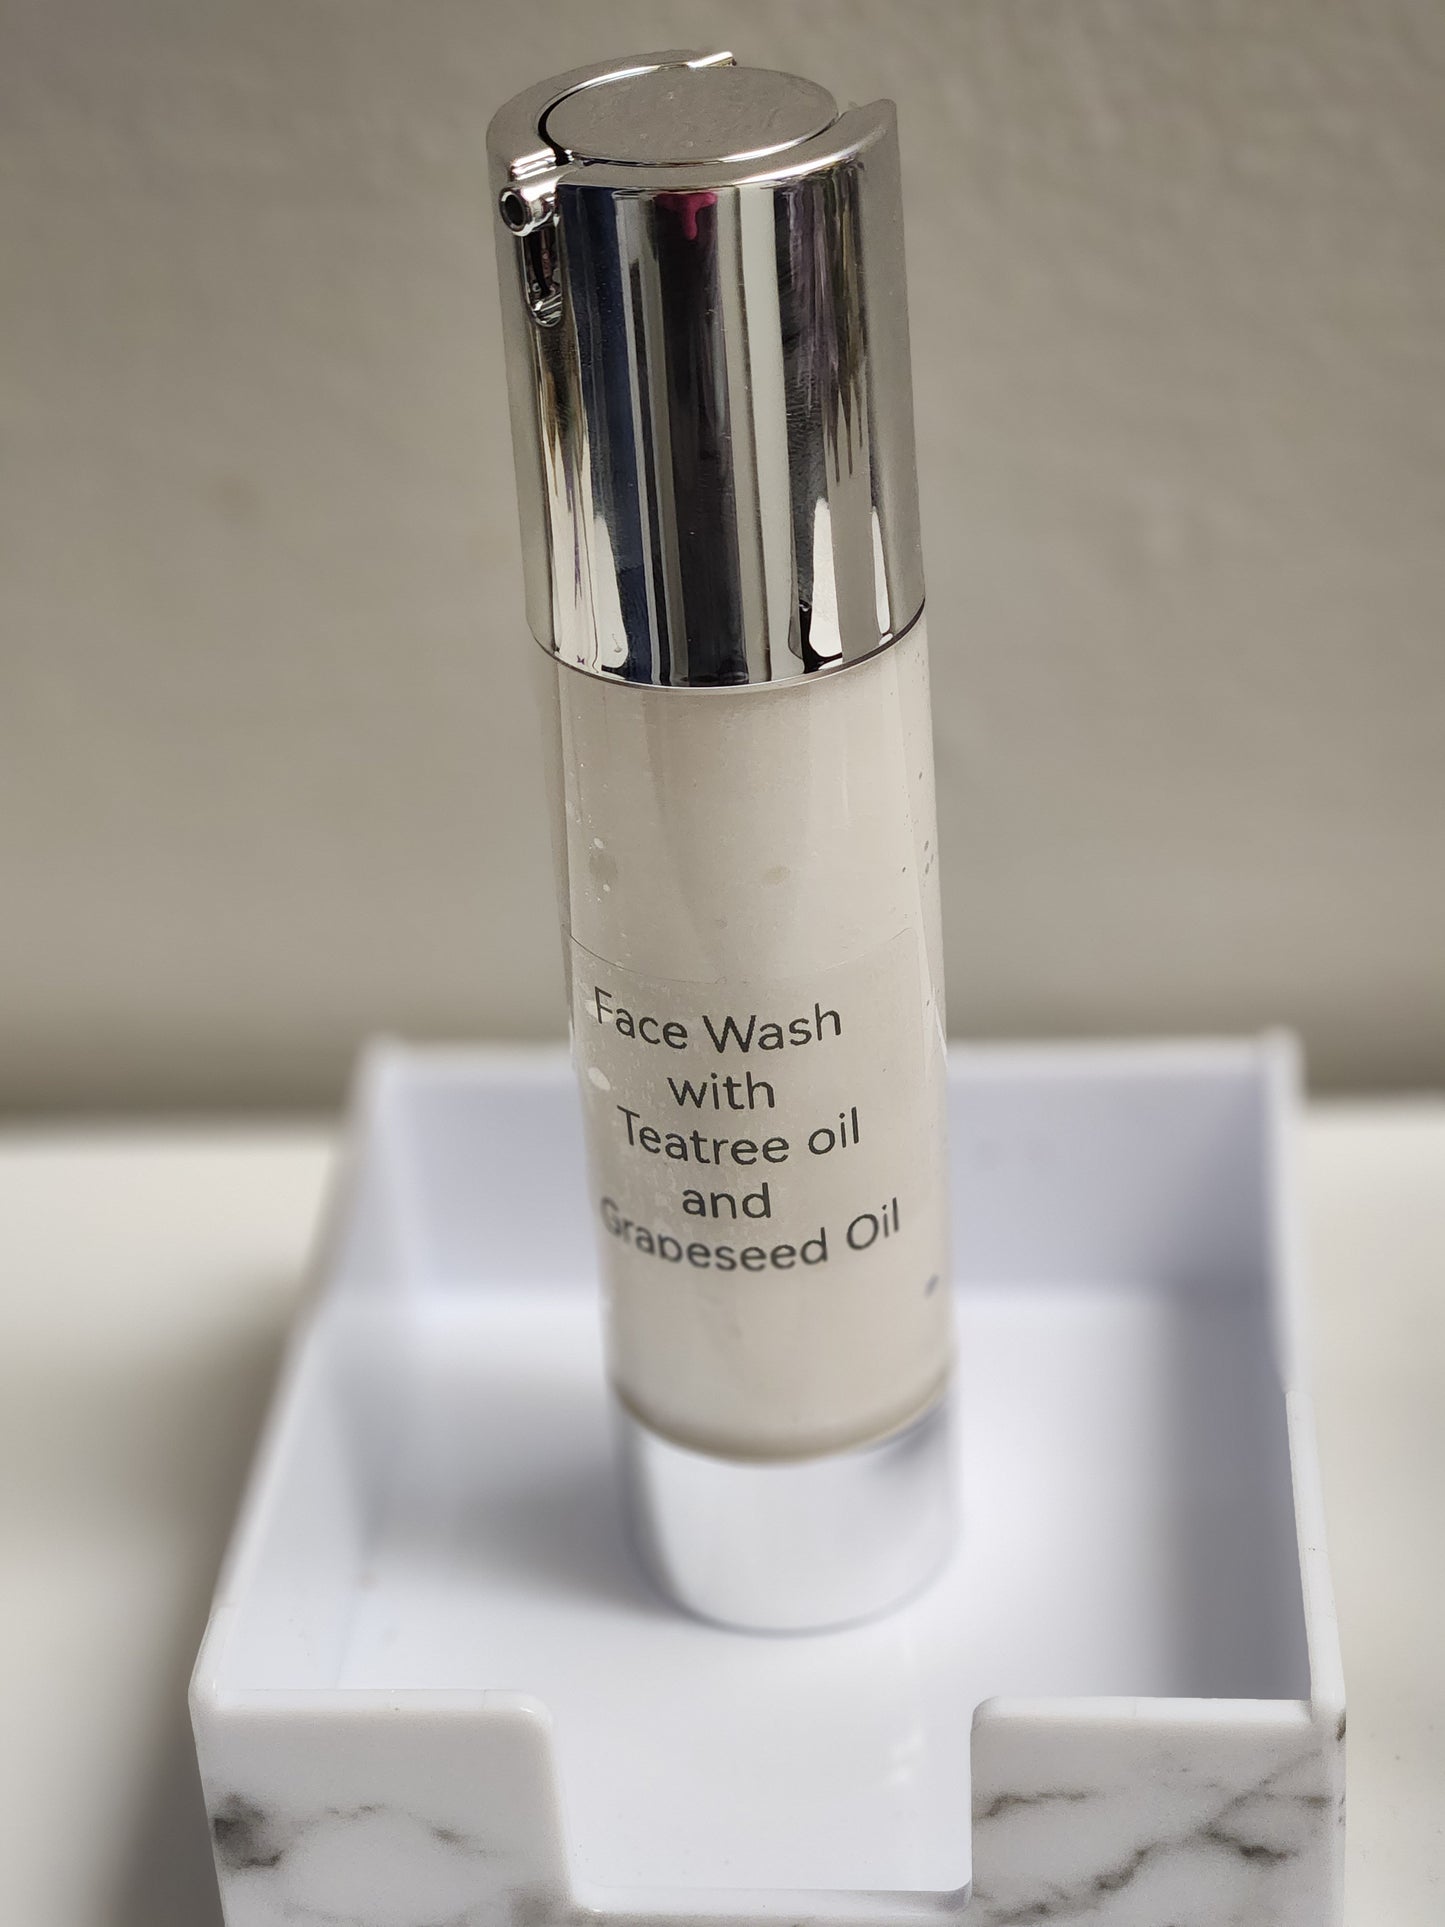 Face Wash
with
Teatree oil
and
Grapeseed Oil